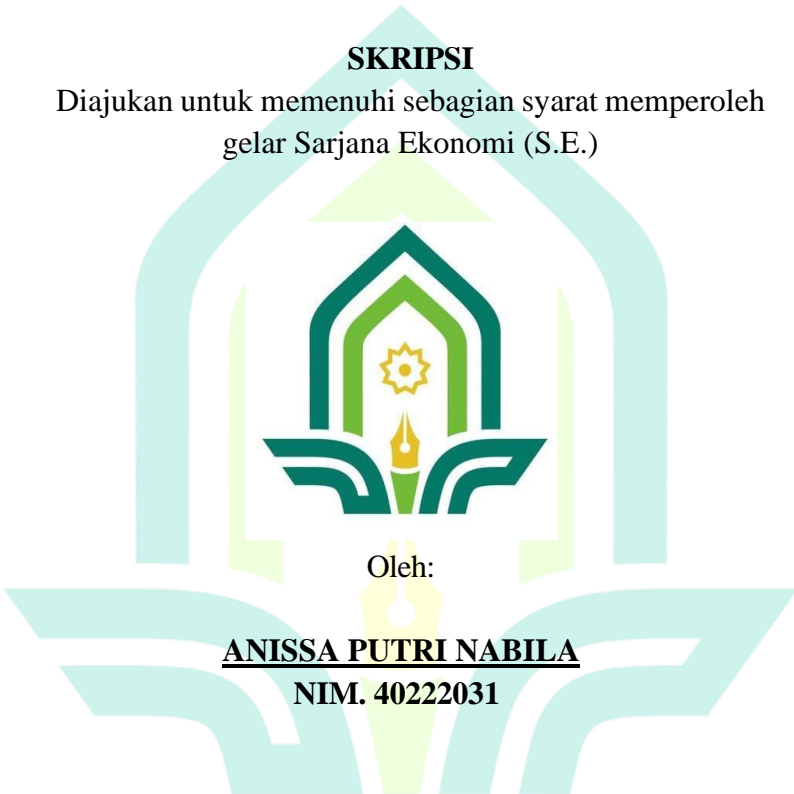 SKRIPSI
Diajukan untuk memenuhi sebagian syarat memperoleh
gelar Sarjana Ekonomi (S.E.)
Oleh:
ANISSA PUTRI NABILA
NIM. 40222031